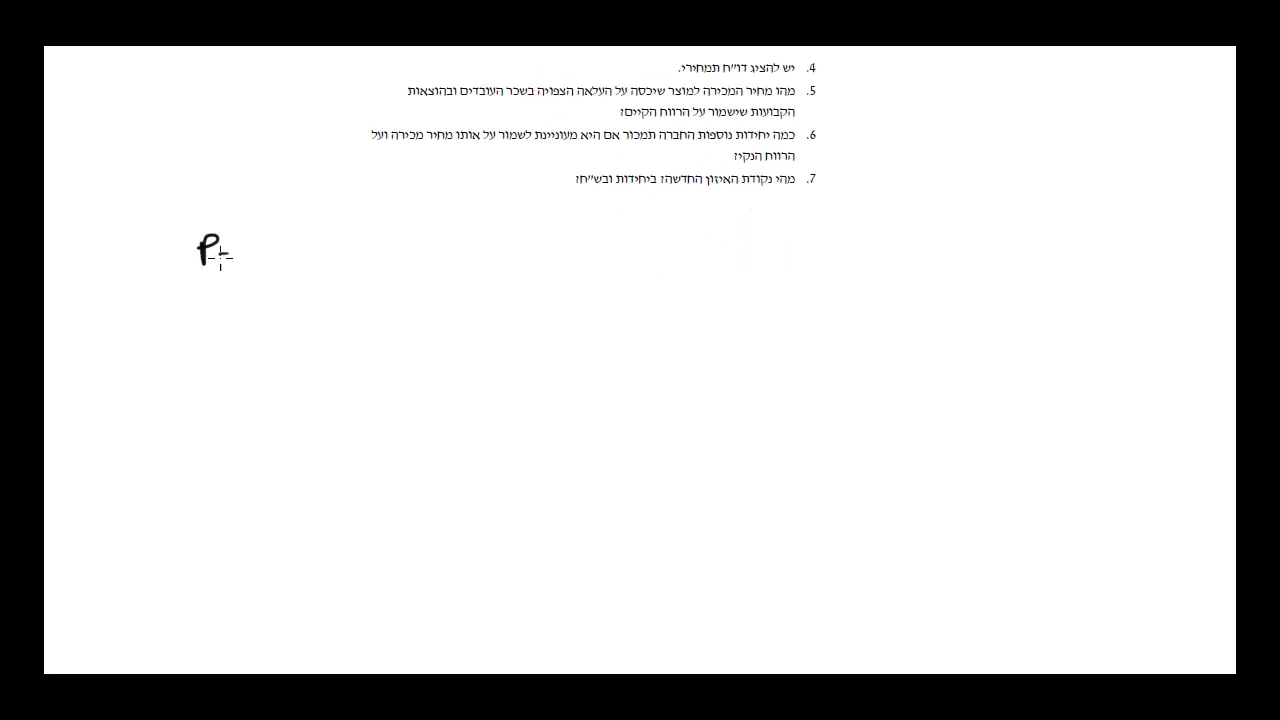 4. יש להציג דו"ח תמחירי.
5. מהו מחיר המכירה למוצר שיכסה על העלאה הצפויה בשכר העובדים ובהוצאות
הקבועות שישמור על הרווח הקיים?
6. כמה יחידות נוספות החברה תמכור אם היא מעוניינת לשמור על אותו מחיר מכירה ועל
הרווח הנקי?
7. מהי נקודת האיזון החדשה? ביחידות ובש"ח?
P-